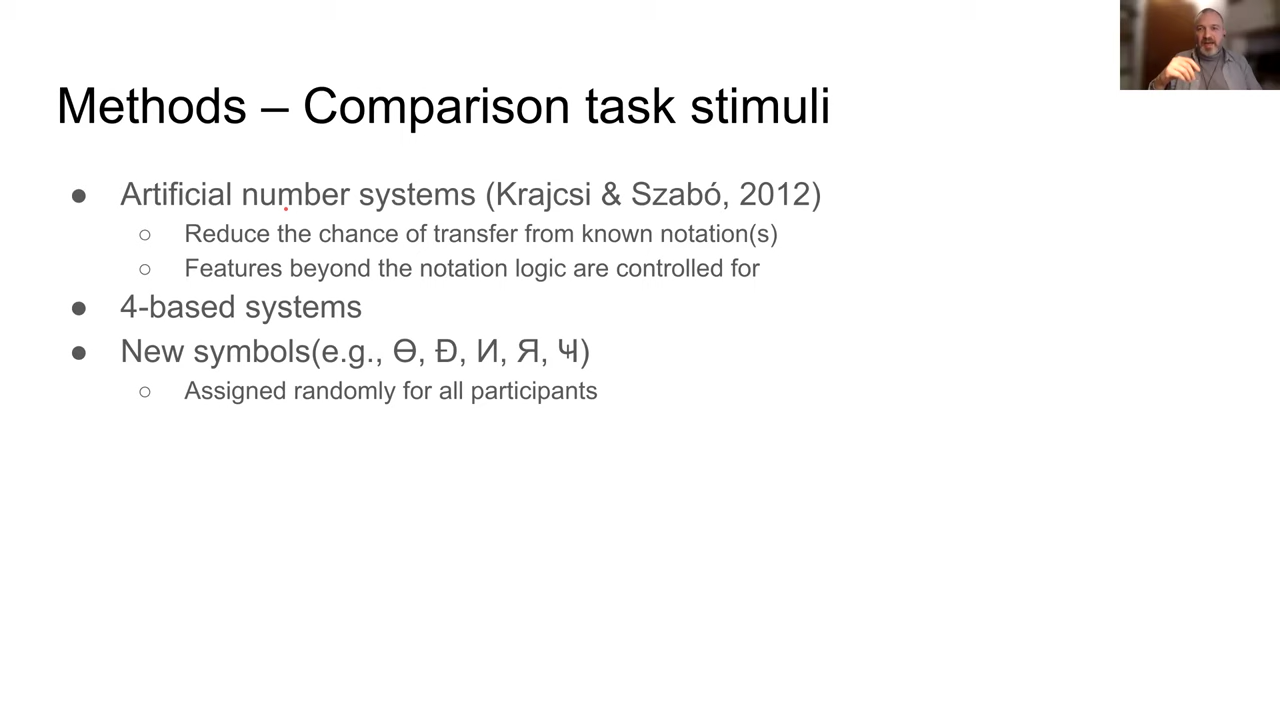 Methods – Comparison task stimuli
● Artificial number systems (Krajcsi & Szabó, 2012)
○ Reduce the chance of transfer from known notation(s)
○ Features beyond the notation logic are controlled for
● 4-based systems
● New symbols(e.g., Ɵ, Đ, И, Я, Ҹ)
○ Assigned randomly for all participants